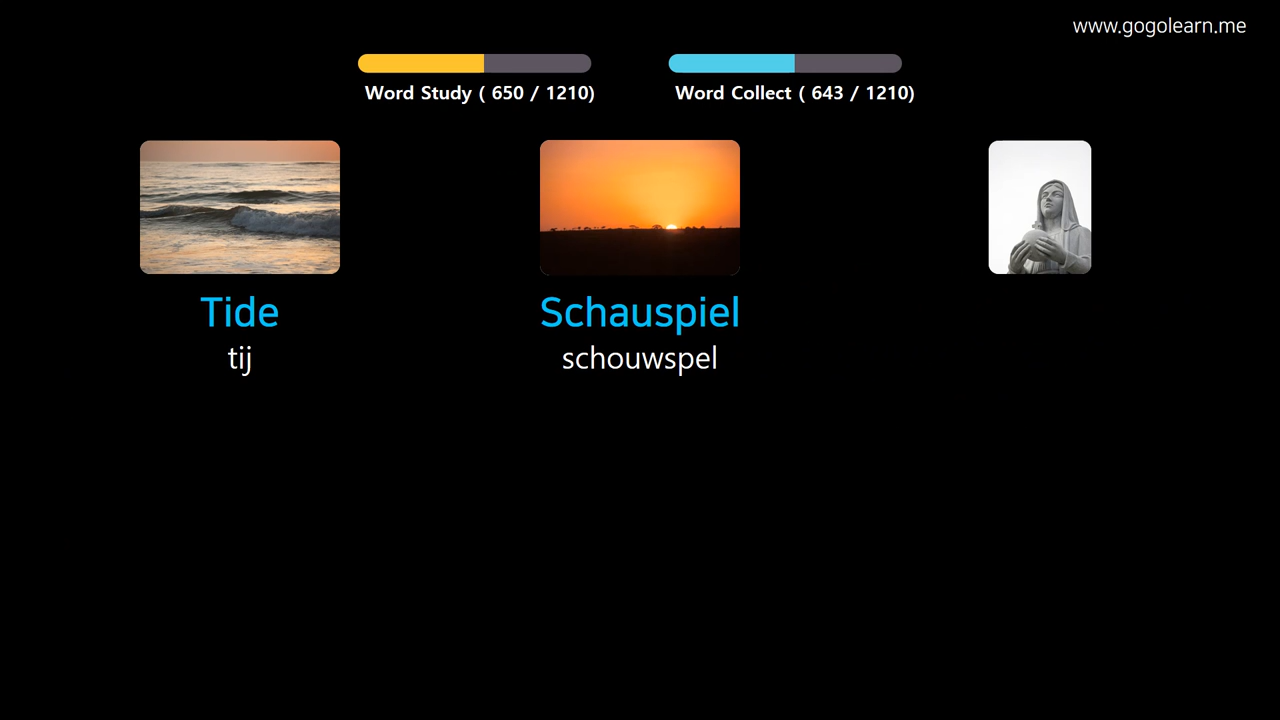 www.gogolearn.me
Word Study ( 650 / 1210)
Word Collect ( 643 / 1210)
Tide
tij
Schauspiel
schouwspel